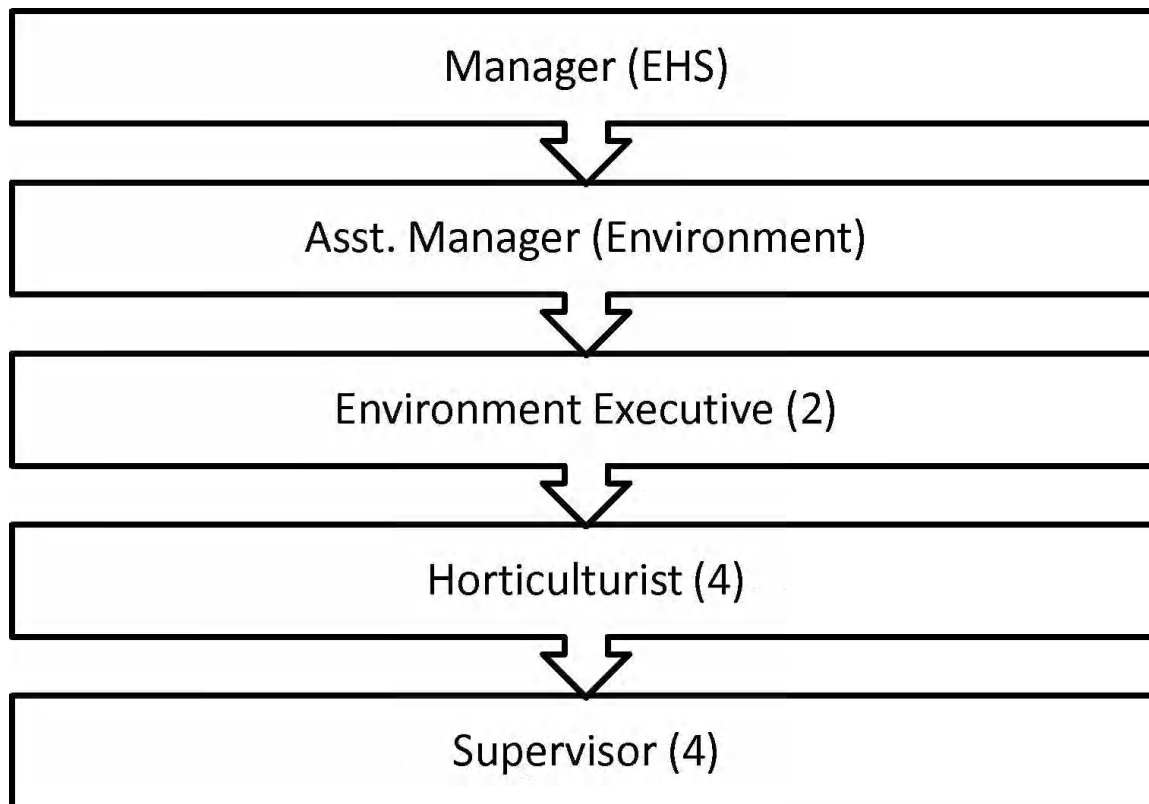 Manager (EHS)
Asst. Manager (Environment)
Environment Executive (2)
Horticulturist (4)
Supervisor (4)